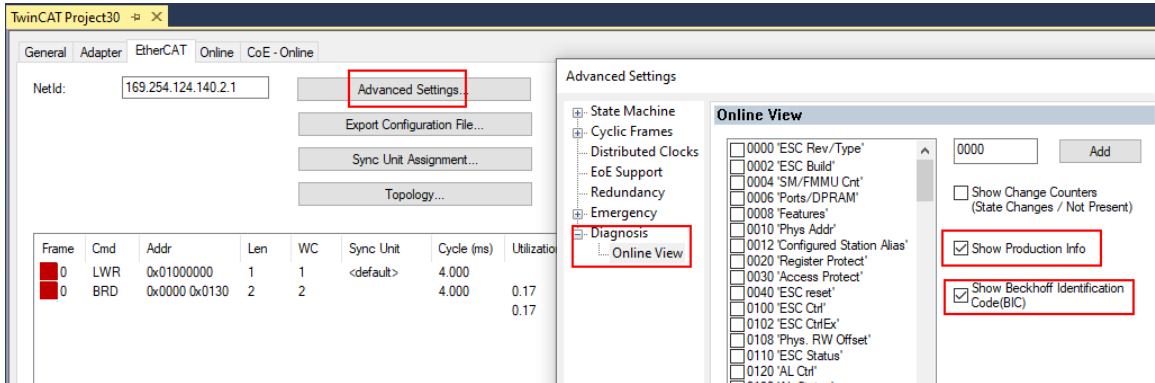 TwinCAT Project30
General Adapter EtherCAT Online CoE - Online
NetId:
169.254.124.140.2.1
Advanced Settings...
Export Configuration File...
Sync Unit Assignment...
Topology...
Frame Cmd Addr Len WC Sync Unit Cycle (ms) Utilization
0 LWR 0x01000000 1 1 <default> 4.000
0 BRD 0x0000 0x0130 2 2 4.000 0.17
0.17
Advanced Settings
State Machine
Cyclic Frames
Distributed Clocks
EoE Support
Redundancy
Emergency
Diagnosis
Online View
Online View
0000 'ESC Rev/Type'
0002 'ESC Build'
0004 'SM/FMMU Cnt'
0006 'Ports/DPRAM'
0008 'Features'
0010 'Phys Addr'
0012 'Configured Station Alias'
0020 'Register Protect'
0030 'Access Protect'
0040 'ESC reset'
0100 'ESC Ctrl'
0102 'ESC CtrlEx'
0108 'Phys. RW Offset'
0110 'ESC Status'
0120 'AL Ctrl'
0000
Add
Show Change Counters
(State Changes / Not Present)
Show Production Info
Show Beckhoff Identification
Code(BIC)